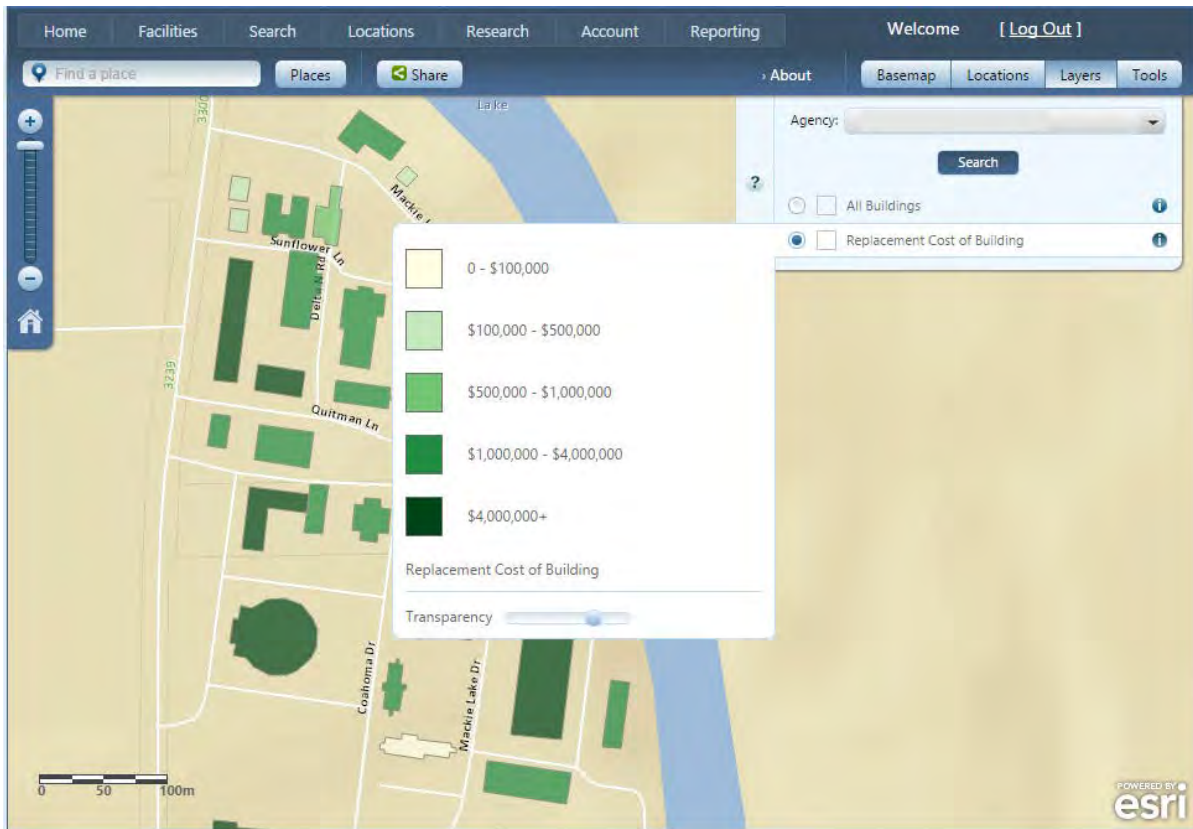 Home Facilities Search Locations Research Account Reporting Welcome [ Log Out ]
Find a place Places Share › About Basemap Locations Layers Tools
Lake
3300
Agency:
Search
?
All Buildings
Replacement Cost of Building
Mackie
Sunflower Ln
Delta N Rd
0 - $100,000
$100,000 - $500,000
$500,000 - $1,000,000
$1,000,000 - $4,000,000
$4,000,000+
Replacement Cost of Building
Transparency
3239
Quitman Ln
Coahoma Dr
Mackie Lake Dr
0 50 100m
POWERED BY
esri